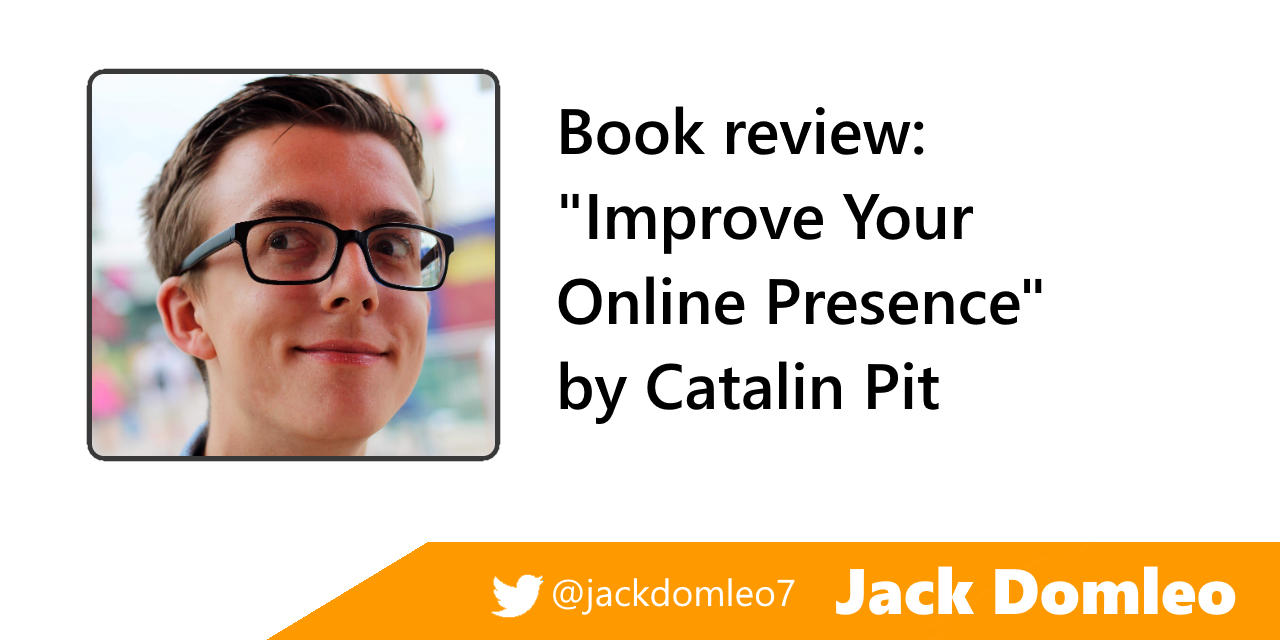 Book review:
"Improve Your
Online Presence"
by Catalin Pit
@jackdomleo7
Jack Domleo